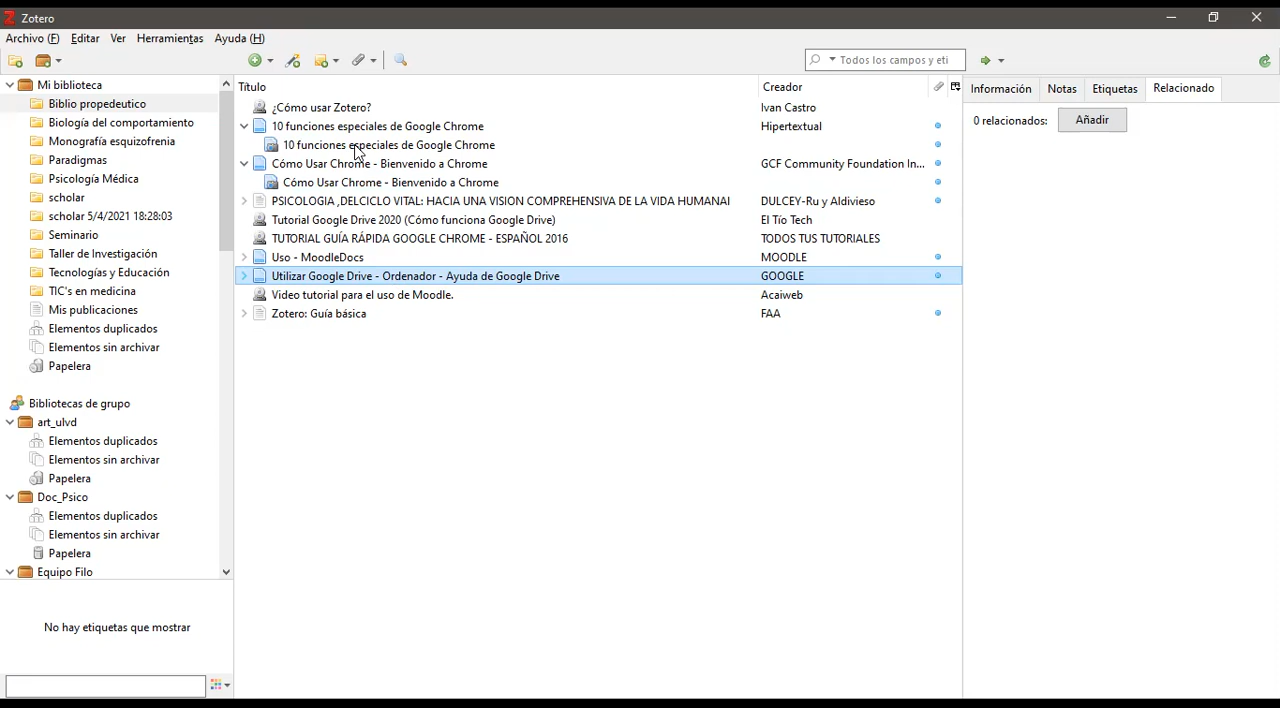 Zotero
Archivo (F) Editar Ver Herramientas Ayuda (H)
Todos los campos y eti
Mi biblioteca
Biblio propedeutico
Biología del comportamiento
Monografía esquizofrenia
Paradigmas
Psicología Médica
scholar
scholar 5/4/2021 18:28:03
Seminario
Taller de Investigación
Tecnologías y Educación
TIC's en medicina
Mis publicaciones
Elementos duplicados
Elementos sin archivar
Papelera
Bibliotecas de grupo
art_ulvd
Elementos duplicados
Elementos sin archivar
Papelera
Doc_Psico
Elementos duplicados
Elementos sin archivar
Papelera
Equipo Filo
No hay etiquetas que mostrar
Título Creador
¿Cómo usar Zotero? Ivan Castro
10 funciones especiales de Google Chrome Hipertextual
10 funciones especiales de Google Chrome
Cómo Usar Chrome - Bienvenido a Chrome GCF Community Foundation In...
Cómo Usar Chrome - Bienvenido a Chrome
PSICOLOGIA ,DELCICLO VITAL: HACIA UNA VISION COMPREHENSIVA DE LA VIDA HUMANAI DULCEY-Ru y Aldivieso
Tutorial Google Drive 2020 (Cómo funciona Google Drive) El Tío Tech
TUTORIAL GUÍA RÁPIDA GOOGLE CHROME - ESPAÑOL 2016 TODOS TUS TUTORIALES
Uso - MoodleDocs MOODLE
Utilizar Google Drive - Ordenador - Ayuda de Google Drive GOOGLE
Video tutorial para el uso de Moodle. Acaiweb
Zotero: Guía básica FAA
Información Notas Etiquetas Relacionado
0 relacionados: Añadir